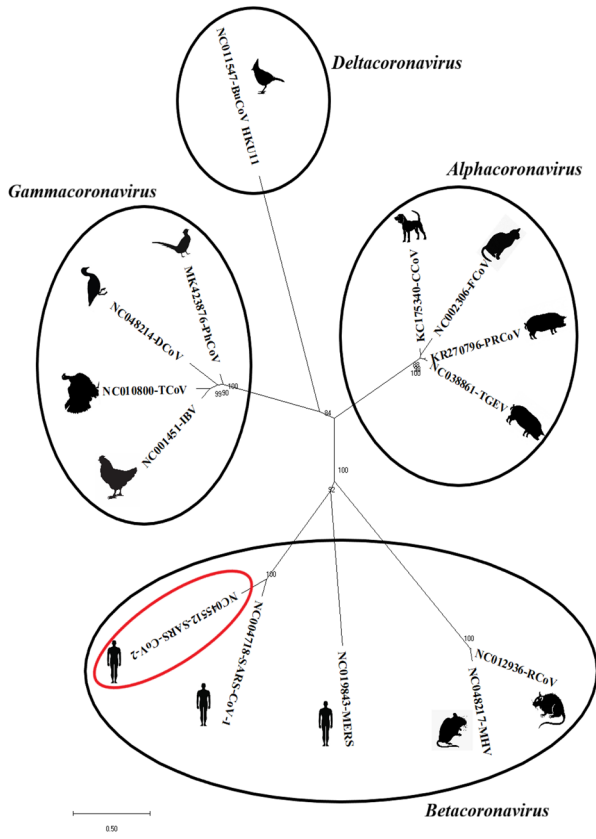 Deltacoronavirus
NC011547-BuCoV HKU11
Gammacoronavirus
Alphacoronavirus
MK423876-PhCoV
NC048214-DCoV
NC010800-TCoV
NC001451-IBV
KC175340-CCoV
NC002306-FCoV
KR270796-PRCoV
NC038861-TGEV
100
99
90
98
100
84
100
92
100
100
NC045512-SARS-CoV-2
NC004718-SARS-CoV-1
NC019843-MERS
NC048217-MHV
NC012936-RCoV
Betacoronavirus
0.50